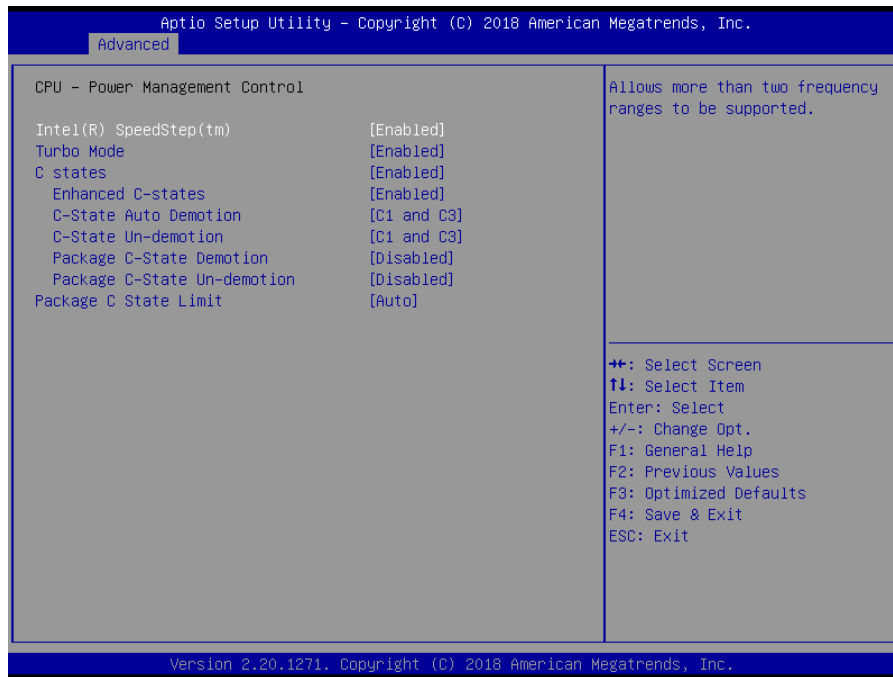 Aptio Setup Utility – Copyright (C) 2018 American Megatrends, Inc.
Advanced
CPU – Power Management Control
Intel(R) SpeedStep(tm) [Enabled]
Turbo Mode [Enabled]
C states [Enabled]
Enhanced C-states [Enabled]
C-State Auto Demotion [C1 and C3]
C-State Un-demotion [C1 and C3]
Package C-State Demotion [Disabled]
Package C-State Un-demotion [Disabled]
Package C State Limit [Auto]
Allows more than two frequency
ranges to be supported.
→←: Select Screen
↑↓: Select Item
Enter: Select
+/-: Change Opt.
F1: General Help
F2: Previous Values
F3: Optimized Defaults
F4: Save & Exit
ESC: Exit
Version 2.20.1271. Copyright (C) 2018 American Megatrends, Inc.